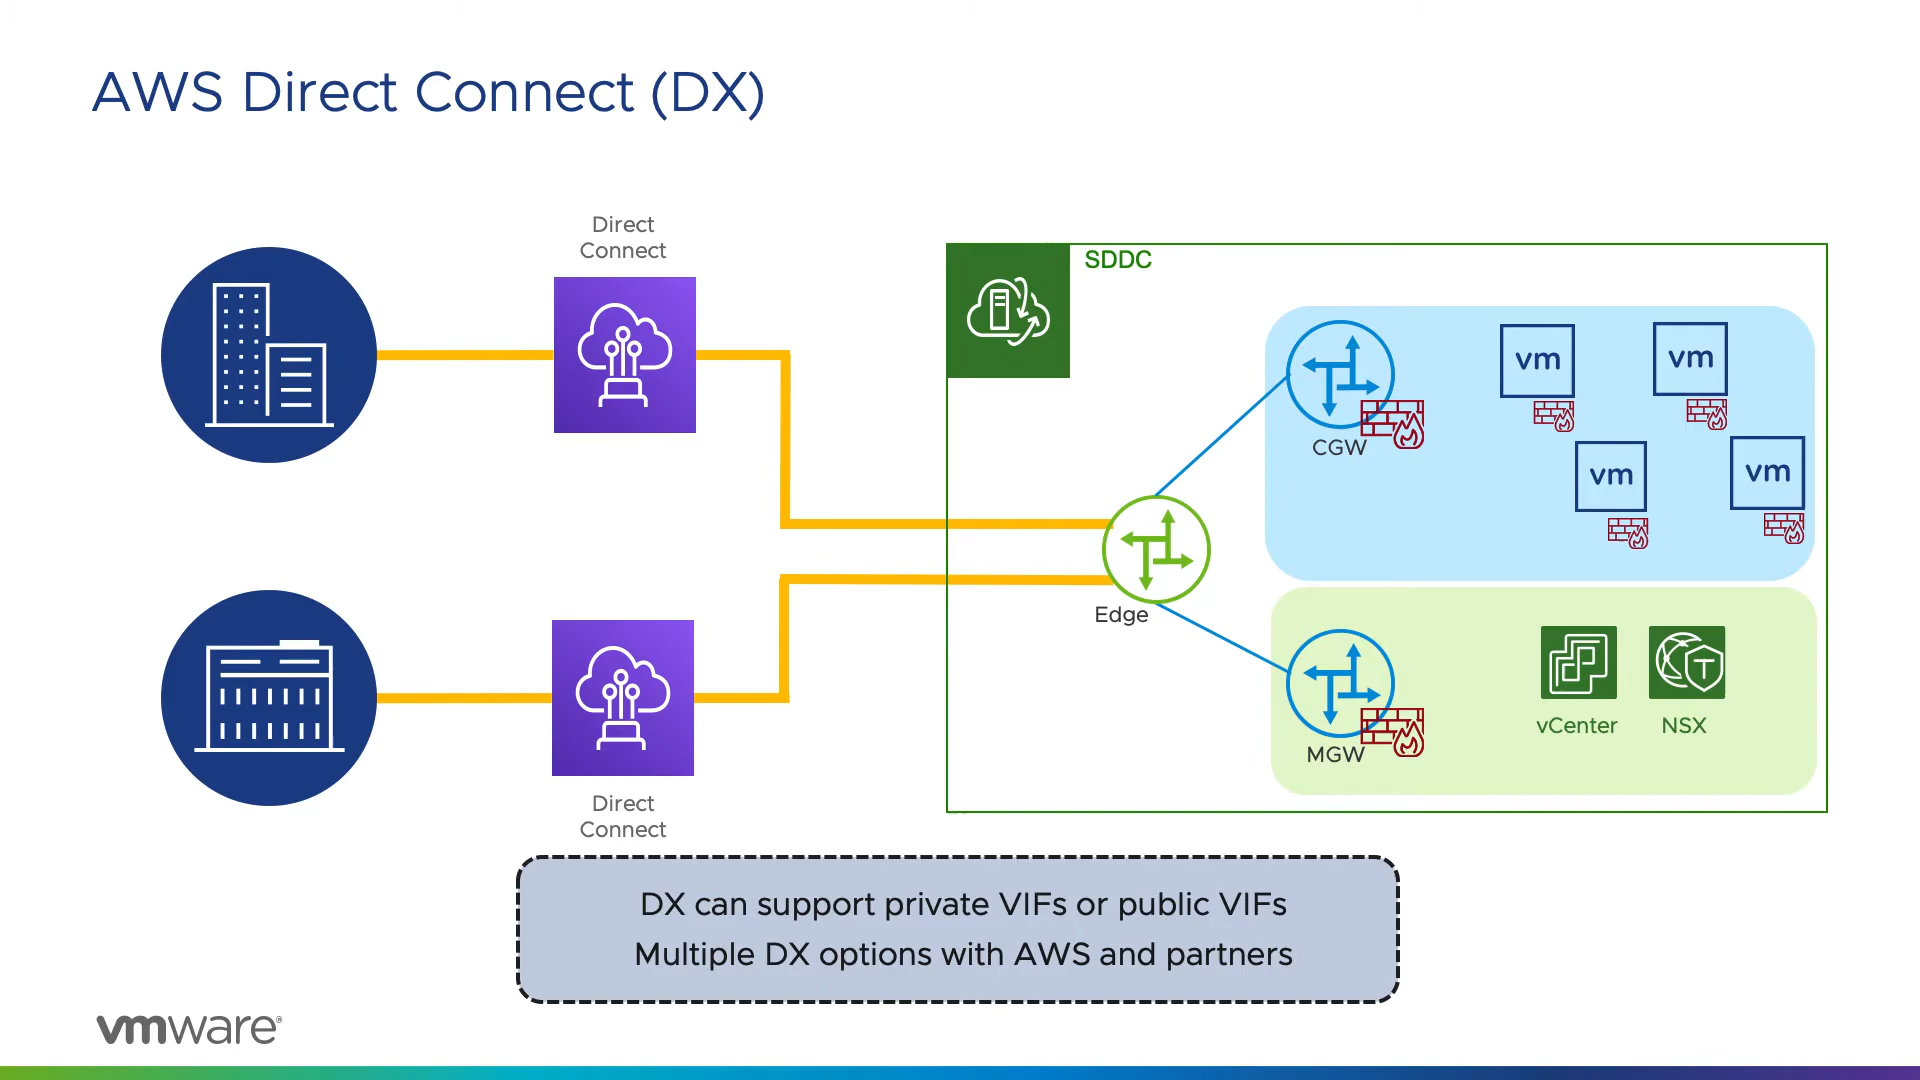 AWS Direct Connect (DX)
Direct
Connect
SDDC
vm
vm
CGW
vm
vm
Edge
vCenter
NSX
MGW
T
Direct
Connect
DX can support private VIFs or public VIFs
Multiple DX options with AWS and partners
vmware®